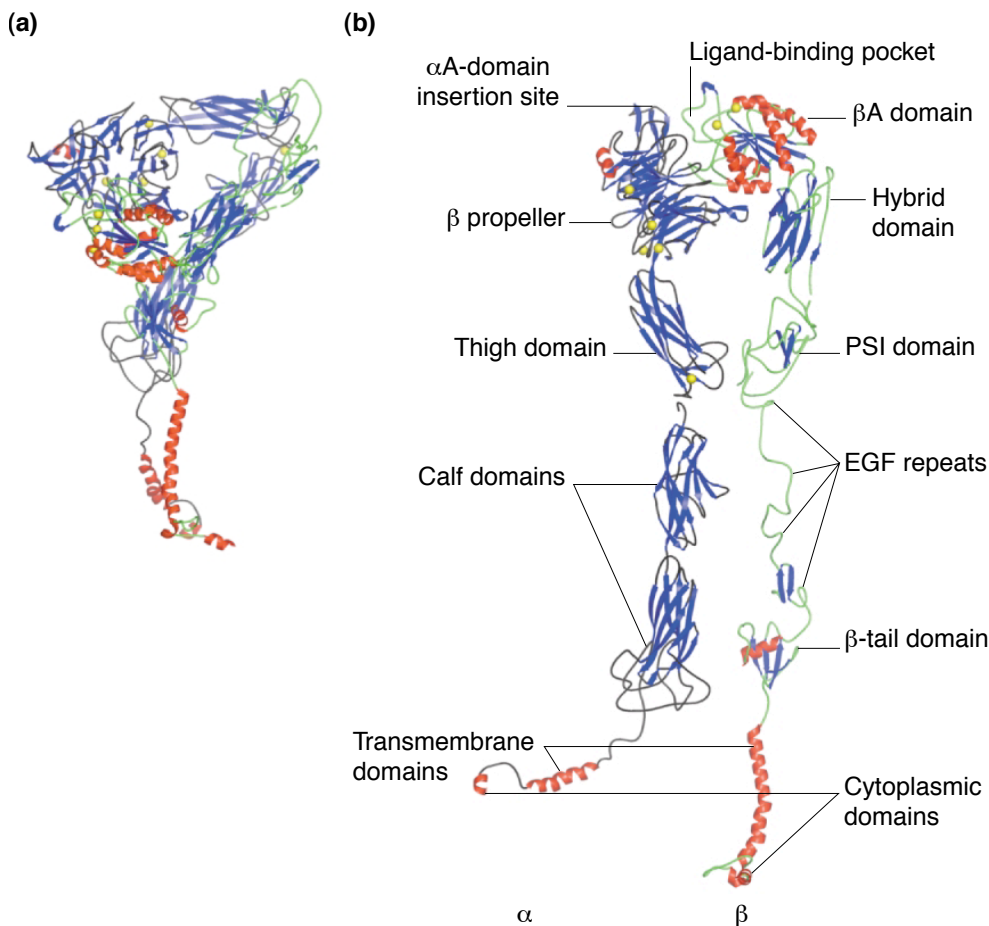 (a)
(b)
Ligand-binding pocket
αA-domain
insertion site
βA domain
β propeller
Hybrid
domain
Thigh domain
PSI domain
Calf domains
EGF repeats
β-tail domain
Transmembrane
domains
Cytoplasmic
domains
α
β